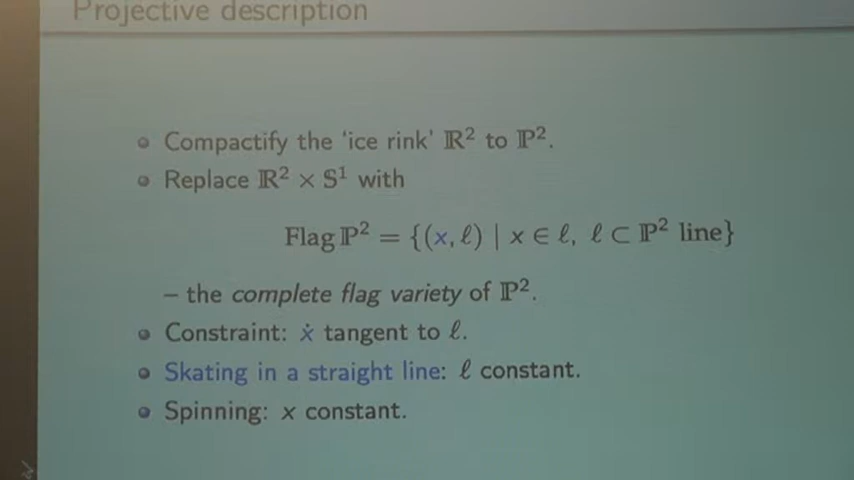 Projective description
Compactify the ‘ice rink’ ℝ² to ℙ².
Replace ℝ² × 𝕊¹ with
Flag ℙ² = {(x, ℓ) | x ∈ ℓ, ℓ ⊂ ℙ² line}
– the complete flag variety of ℙ².
Constraint: ẋ tangent to ℓ.
Skating in a straight line: ℓ constant.
Spinning: x constant.